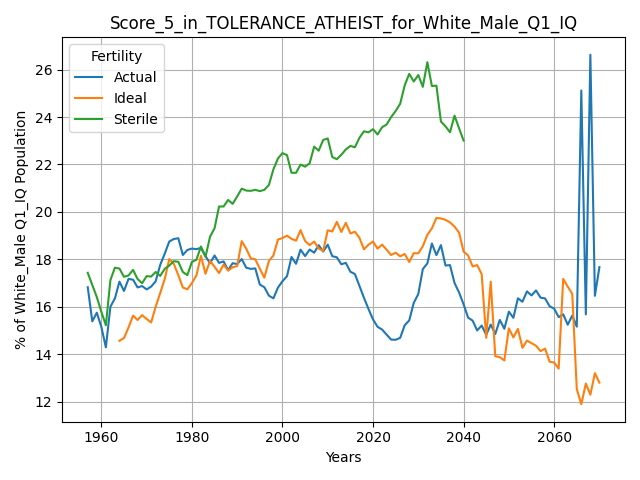 Score_5_in_TOLERANCE_ATHEIST_for_White_Male_Q1_IQ
Fertility
Actual
Ideal
Sterile
% of White_Male Q1_IQ Population
26
24
22
20
18
16
14
12
1960 1980 2000 2020 2040 2060
Years